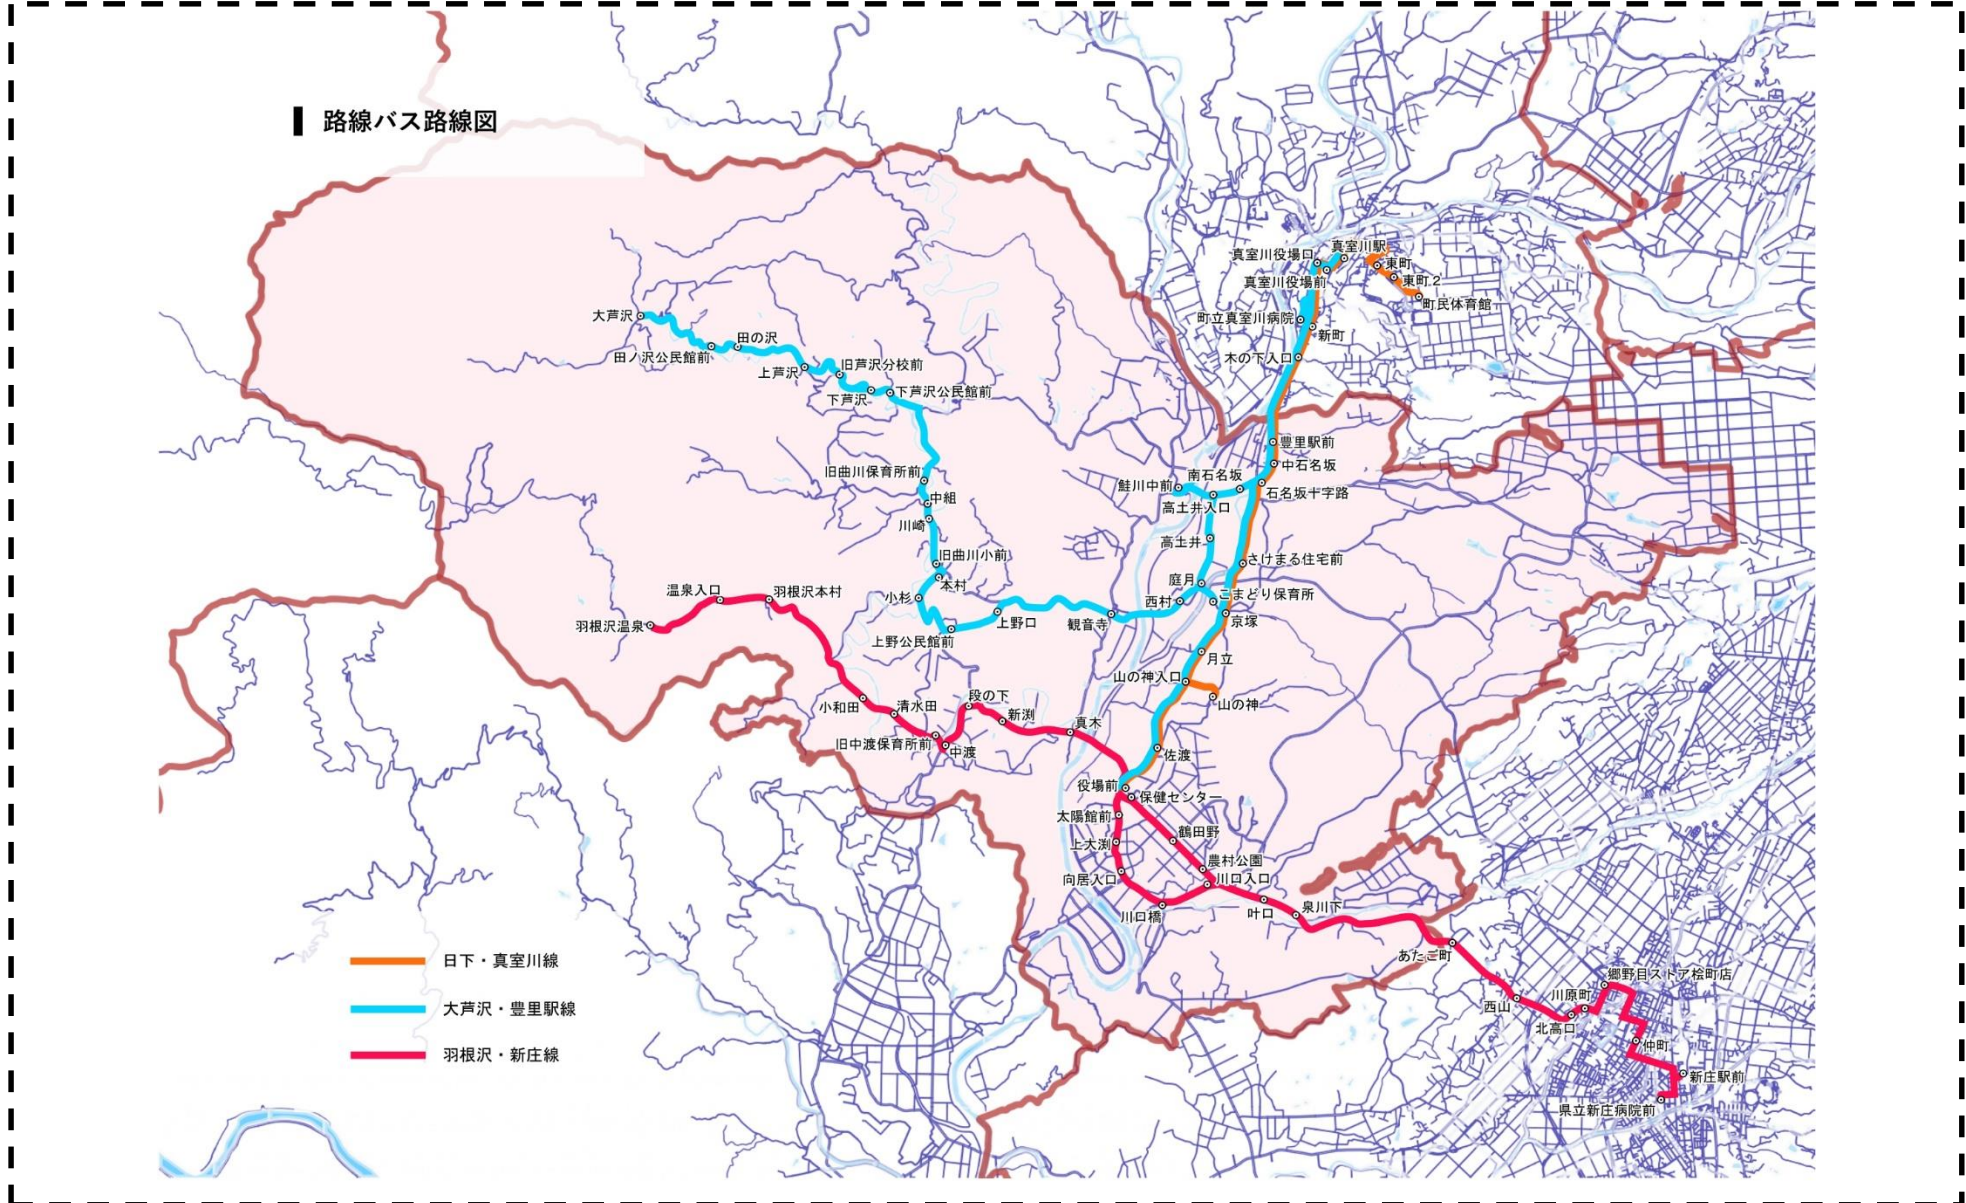 路線バス路線図
真室川駅
真室川役場口
東町
真室川役場前
東町2
町民体育館
町立真室川病院
新町
木の下入口
大芦沢
田の沢
田ノ沢公民館前
旧芦沢分校前
上芦沢
下芦沢
下芦沢公民館前
豊里駅前
中石名坂
旧曲川保育所前
南石名坂
鮭川中前
石名坂十字路
中組
高土井入口
川崎
高土井
旧曲川小前
さけまる住宅前
本村
庭月
温泉入口
羽根沢本村
小杉
西村
こまどり保育所
羽根沢温泉
上野口
観音寺
京塚
上野公民館前
月立
山の神入口
段の下
山の神
小和田
清水田
新渕
真木
旧中渡保育所前
中渡
佐渡
役場前
保健センター
太陽館前
鶴田野
上大渕
農村公園
向居入口
川口入口
川口橋
叶口
泉川下
あたご町
日下・真室川線
郷野目ストア桧町店
川原町
西山
大芦沢・豊里駅線
北高口
仲町
羽根沢・新庄線
新庄駅前
県立新庄病院前